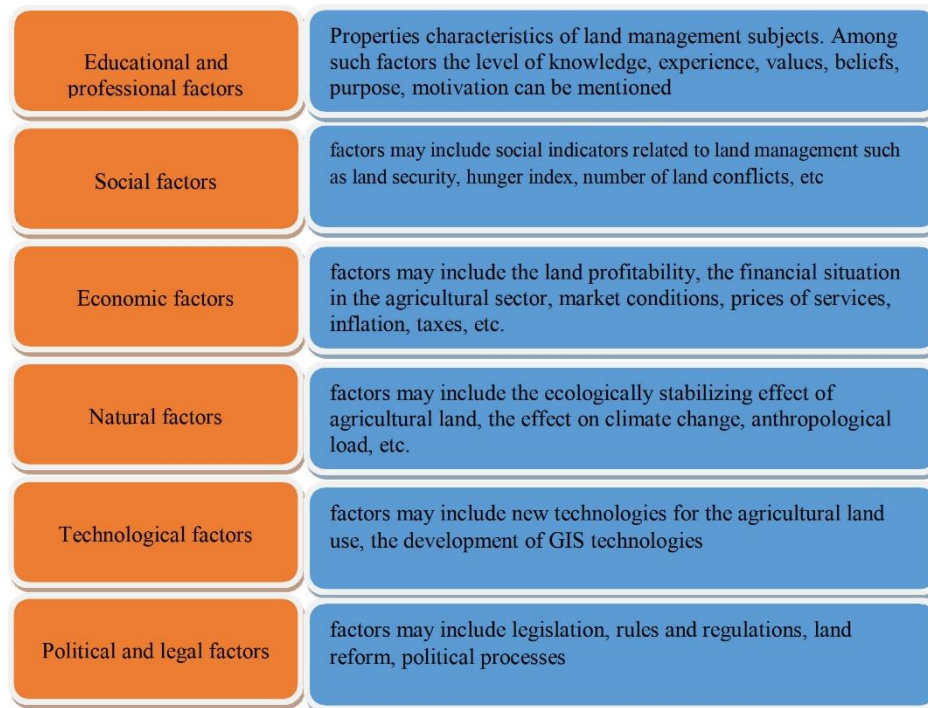 Educational and
professional factors
Properties characteristics of land management subjects. Among
such factors the level of knowledge, experience, values, beliefs,
purpose, motivation can be mentioned
Social factors
factors may include social indicators related to land management such
as land security, hunger index, number of land conflicts, etc
Economic factors
factors may include the land profitability, the financial situation
in the agricultural sector, market conditions, prices of services,
inflation, taxes, etc.
Natural factors
factors may include the ecologically stabilizing effect of
agricultural land, the effect on climate change, anthropological
load, etc.
Technological factors
factors may include new technologies for the agricultural land
use, the development of GIS technologies
Political and legal factors
factors may include legislation, rules and regulations, land
reform, political processes